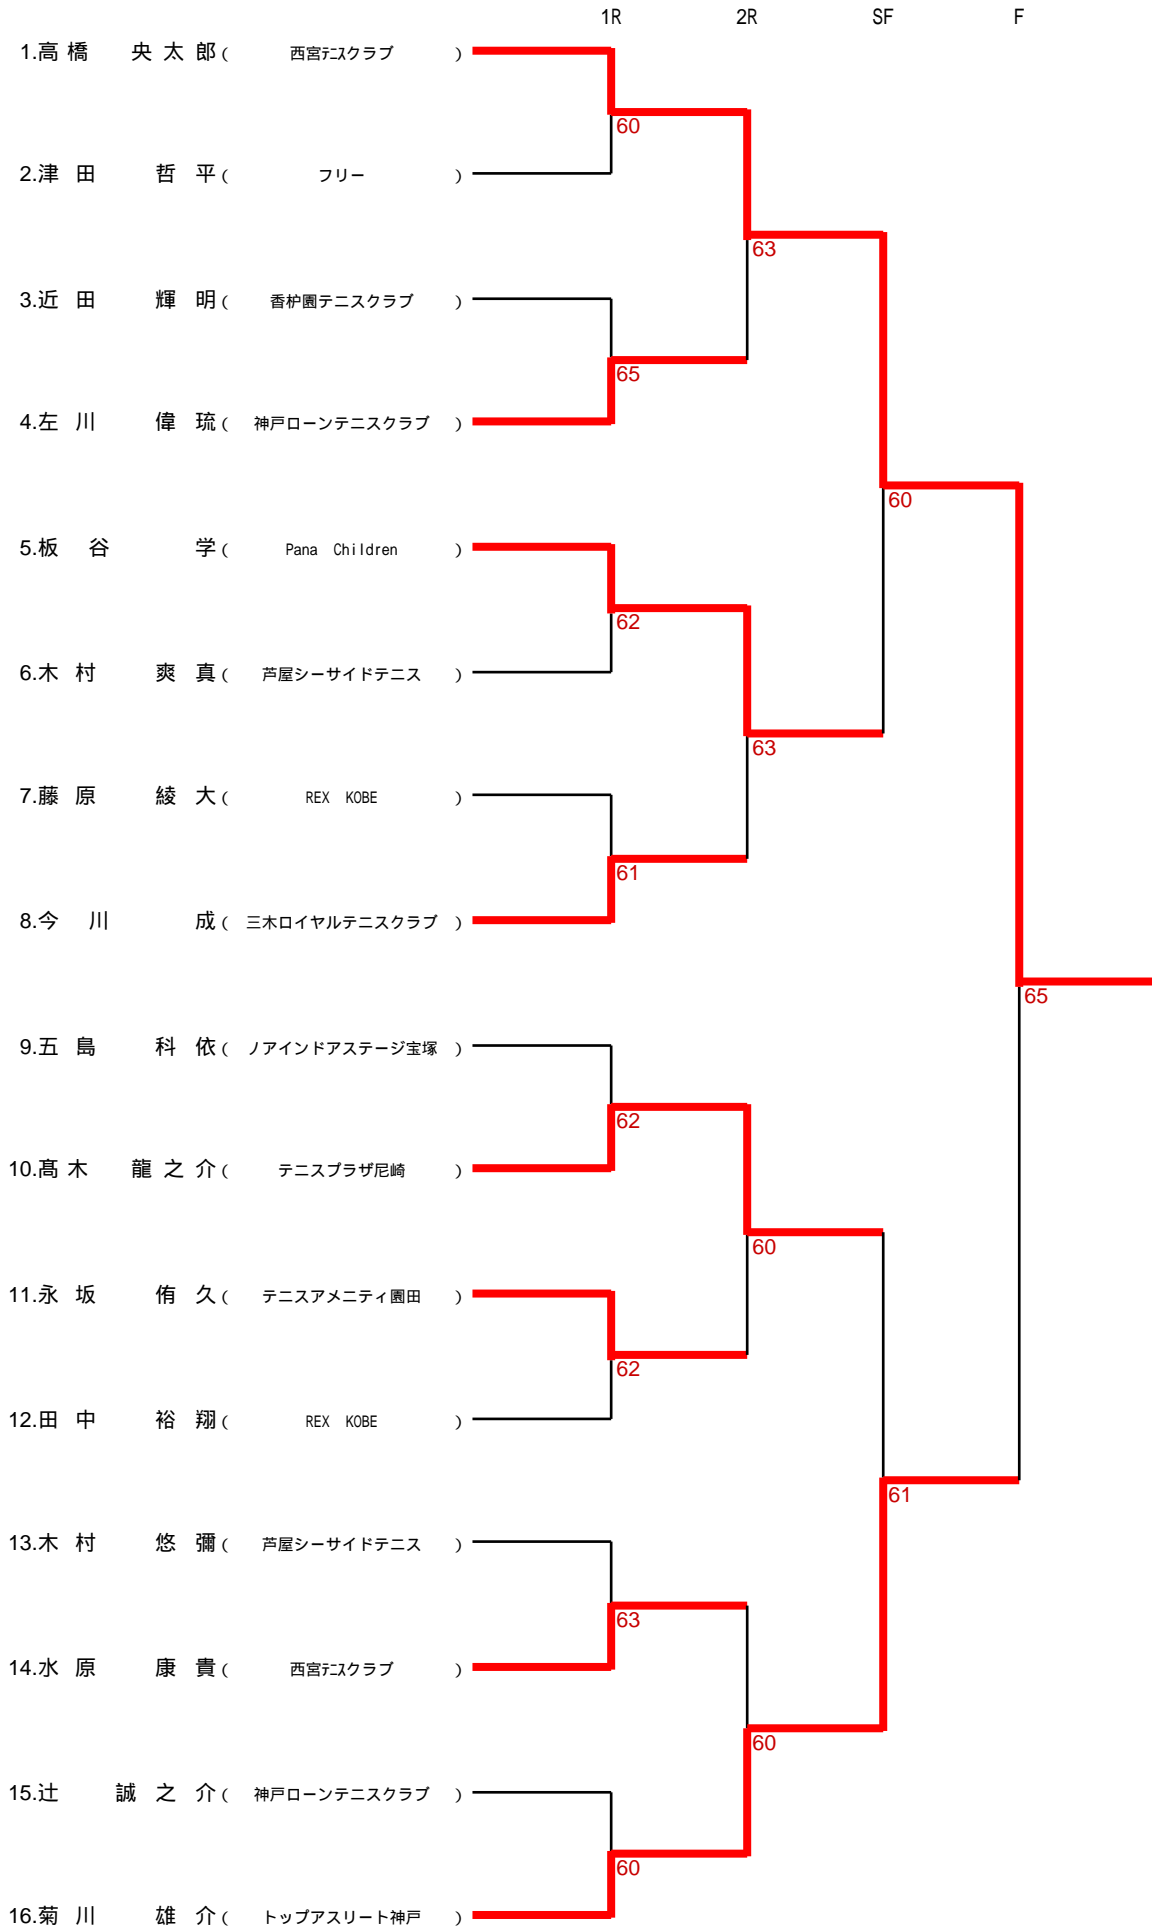 1R 2R SF F
1.高橋 央太郎( 西宮テニスクラブ )
60
2.津田 哲平( フリー )
63
3.近田 輝明( 香枦園テニスクラブ )
65
4.左川 偉琉( 神戸ローンテニスクラブ )
60
5.板谷 学( Pana Children )
62
6.木村 爽真( 芦屋シーサイドテニス )
63
7.藤原 綾大( REX KOBE )
61
8.今川 成( 三木ロイヤルテニスクラブ )
65
9.五島 科依( ノアインドアステージ宝塚 )
62
10.髙木 龍之介( テニスプラザ尼崎 )
60
11.永坂 侑久( テニスアメニティ園田 )
62
12.田中 裕翔( REX KOBE )
61
13.木村 悠彌( 芦屋シーサイドテニス )
63
14.水原 康貴( 西宮テニスクラブ )
60
15.辻 誠之介( 神戸ローンテニスクラブ )
60
16.菊川 雄介( トップアスリート神戸 )